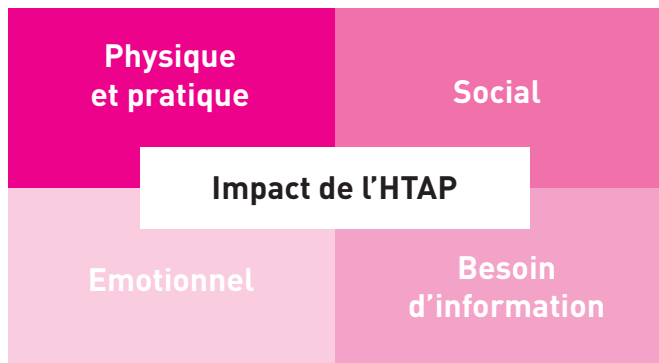 Physique
et pratique
Social
Impact de l'HTAP
Emotionnel
Besoin
d'information